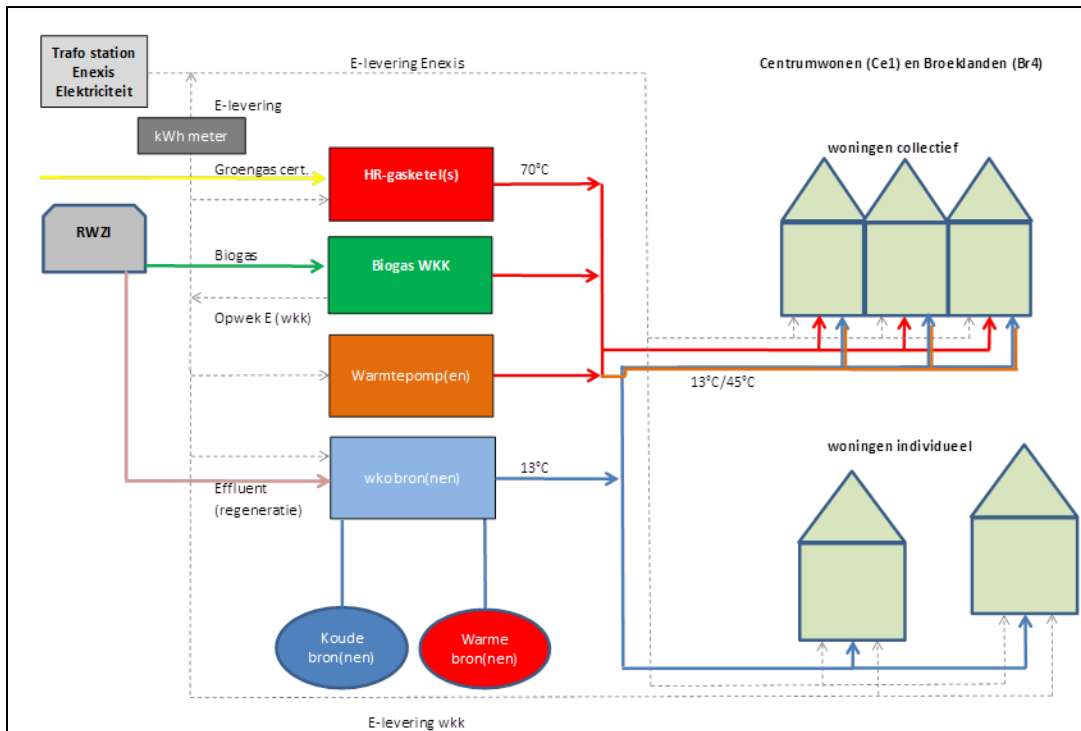 Trafo station
Enexis
Elektriciteit
E-levering Enexis
Centrumwonen (Ce1) en Broeklanden (Br4)
E-levering
kWh meter
woningen collectief
Groengas cert.
HR-gasketel(s)
70°C
RWZI
Biogas
Biogas WKK
Opwek E (wkk)
Warmtepomp(en)
13°C/45°C
woningen individueel
wko bron(nen)
13°C
Effluent
(regeneratie)
Koude
bron(nen)
Warme
bron(nen)
E-levering wkk